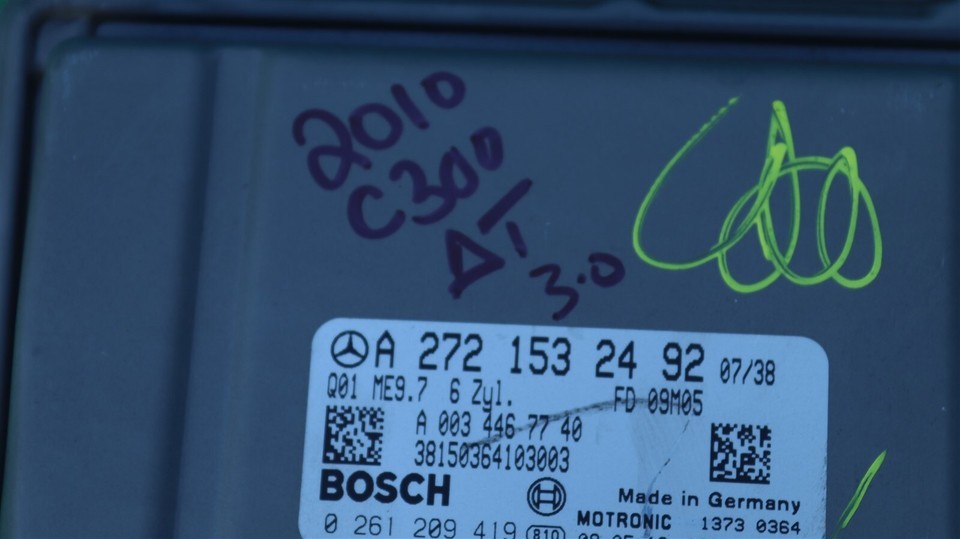 2010
C300
A/T
3.0
A 272 153 24 92 07/38
Q01 ME9.7 6 Zyl. FD 09M05
A 003 446 77 40
38150364103003
BOSCH
Made in Germany
0 261 209 419 810 MOTRONIC 1373 0364